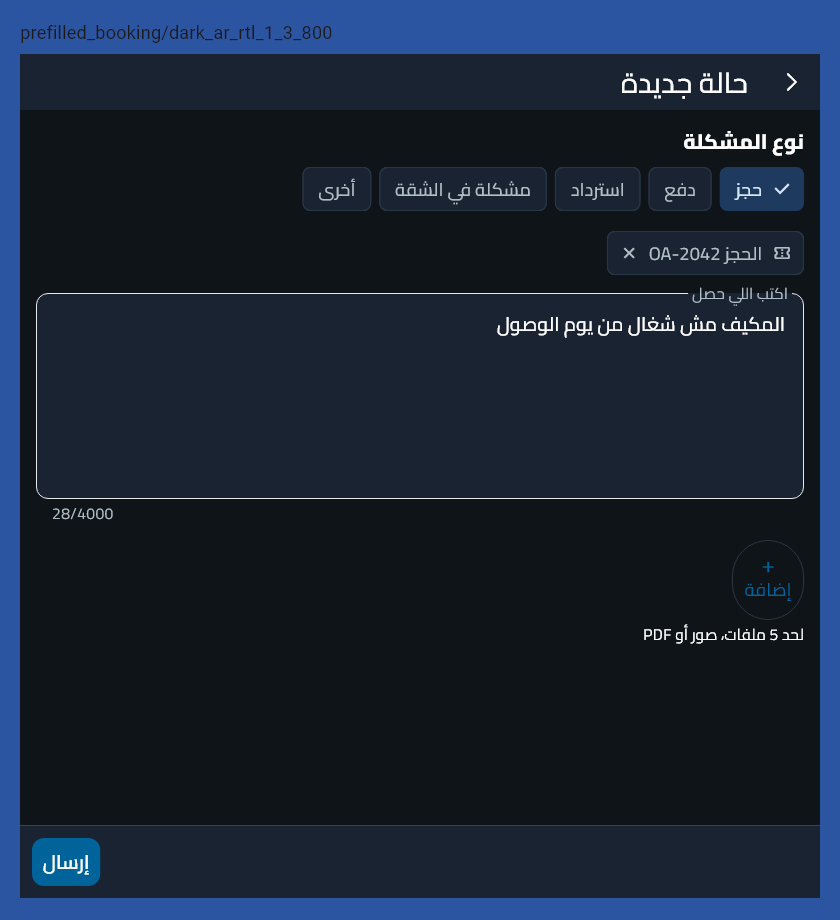 prefilled_booking/dark_ar_rtl_1_3_800
حالة جديدة
نوع المشكلة
حجز دفع استرداد مشكلة في الشقة أخرى
الحجز OA-2042
اكتب اللي حصل
المكيف مش شغال من يوم الوصول
28/4000
+
إضافة
لحد 5 ملفات، صور أو PDF
إرسال